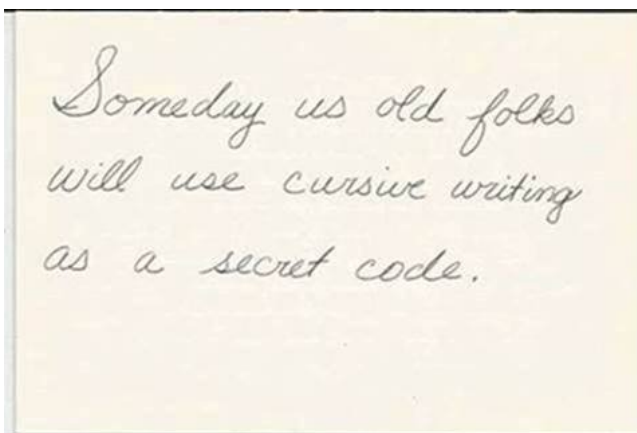 Someday us old folks
will use cursive writing
as a secret code.